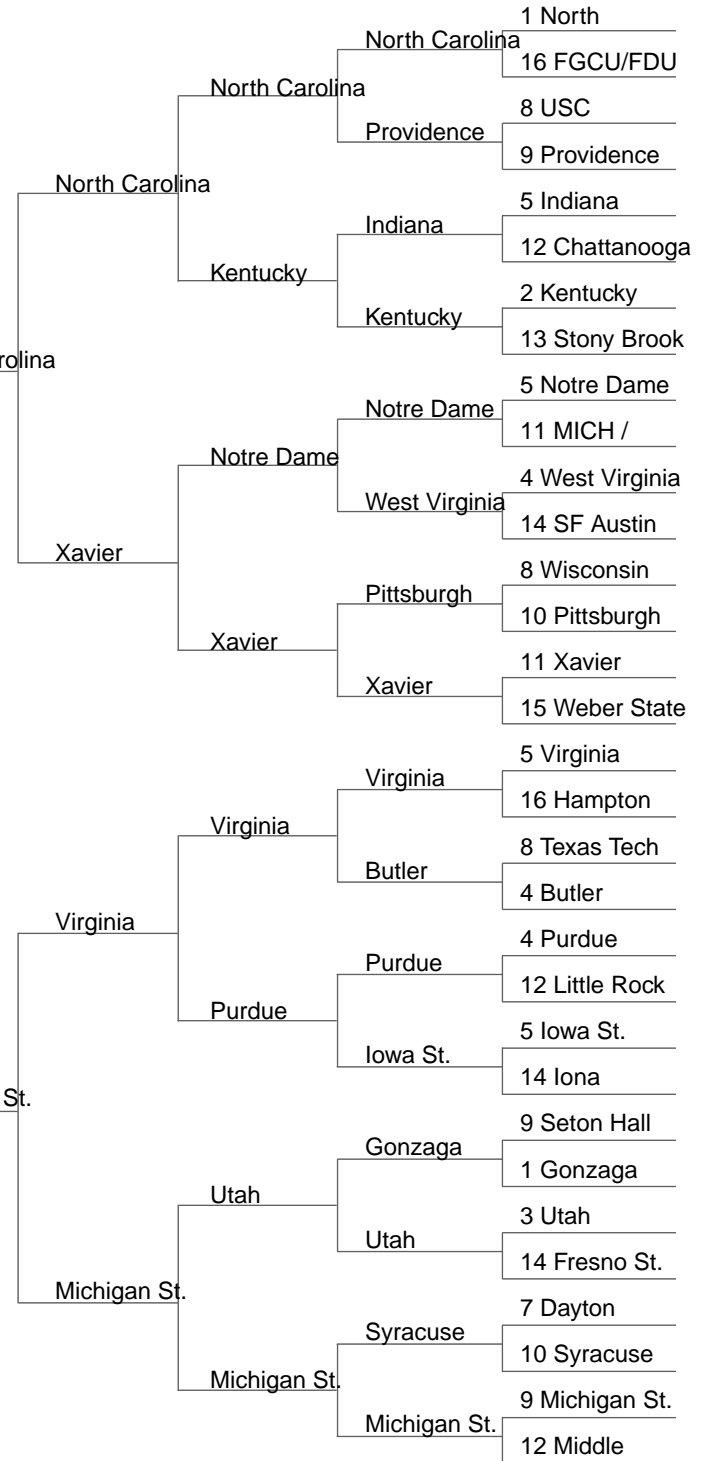 1 North
North Carolina
16 FGCU/FDU
North Carolina
8 USC
Providence
9 Providence
North Carolina
5 Indiana
Indiana
12 Chattanooga
Kentucky
2 Kentucky
Kentucky
13 Stony Brook
rolina
5 Notre Dame
Notre Dame
11 MICH /
Notre Dame
4 West Virginia
West Virginia
14 SF Austin
Xavier
8 Wisconsin
Pittsburgh
10 Pittsburgh
Xavier
11 Xavier
Xavier
15 Weber State
5 Virginia
Virginia
16 Hampton
Virginia
8 Texas Tech
Butler
4 Butler
Virginia
4 Purdue
Purdue
12 Little Rock
Purdue
5 Iowa St.
Iowa St.
14 Iona
St.
9 Seton Hall
Gonzaga
1 Gonzaga
Utah
3 Utah
Utah
14 Fresno St.
Michigan St.
7 Dayton
Syracuse
10 Syracuse
Michigan St.
9 Michigan St.
Michigan St.
12 Middle